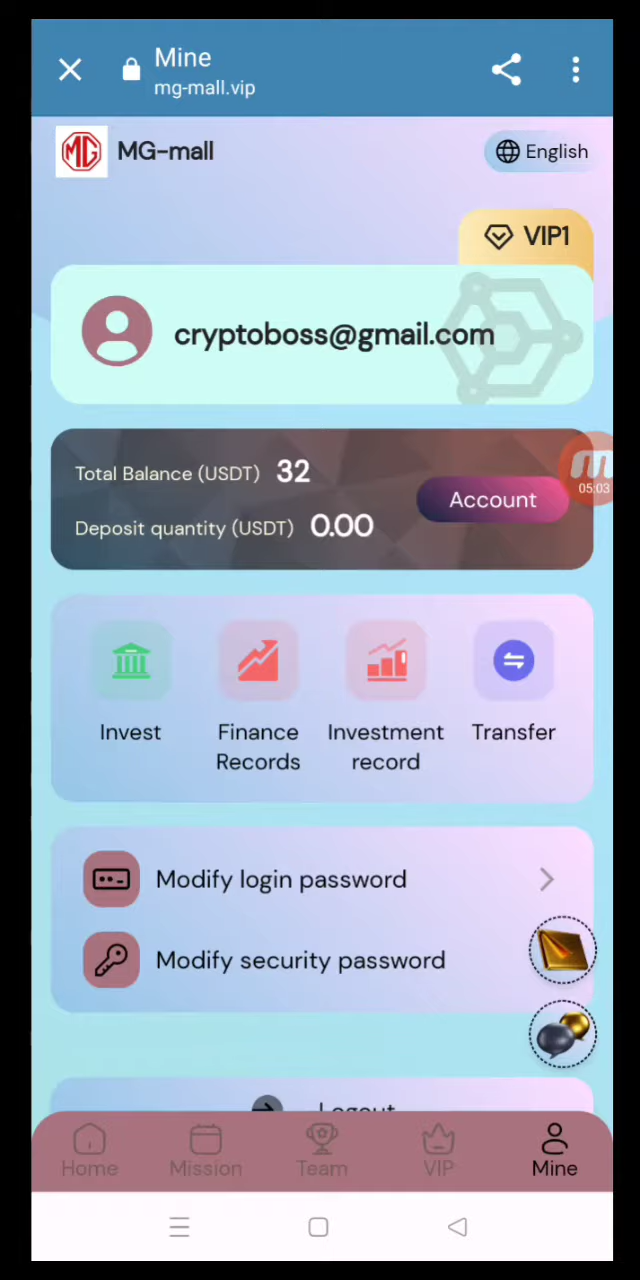 Mine
mg-mall.vip
MG MG-mall
English
VIP1
cryptoboss@gmail.com
Total Balance (USDT) 32
Deposit quantity (USDT) 0.00
Account
05:03
Invest
Finance Records
Investment record
Transfer
Modify login password
Modify security password
Logout
Home Mission Team VIP Mine